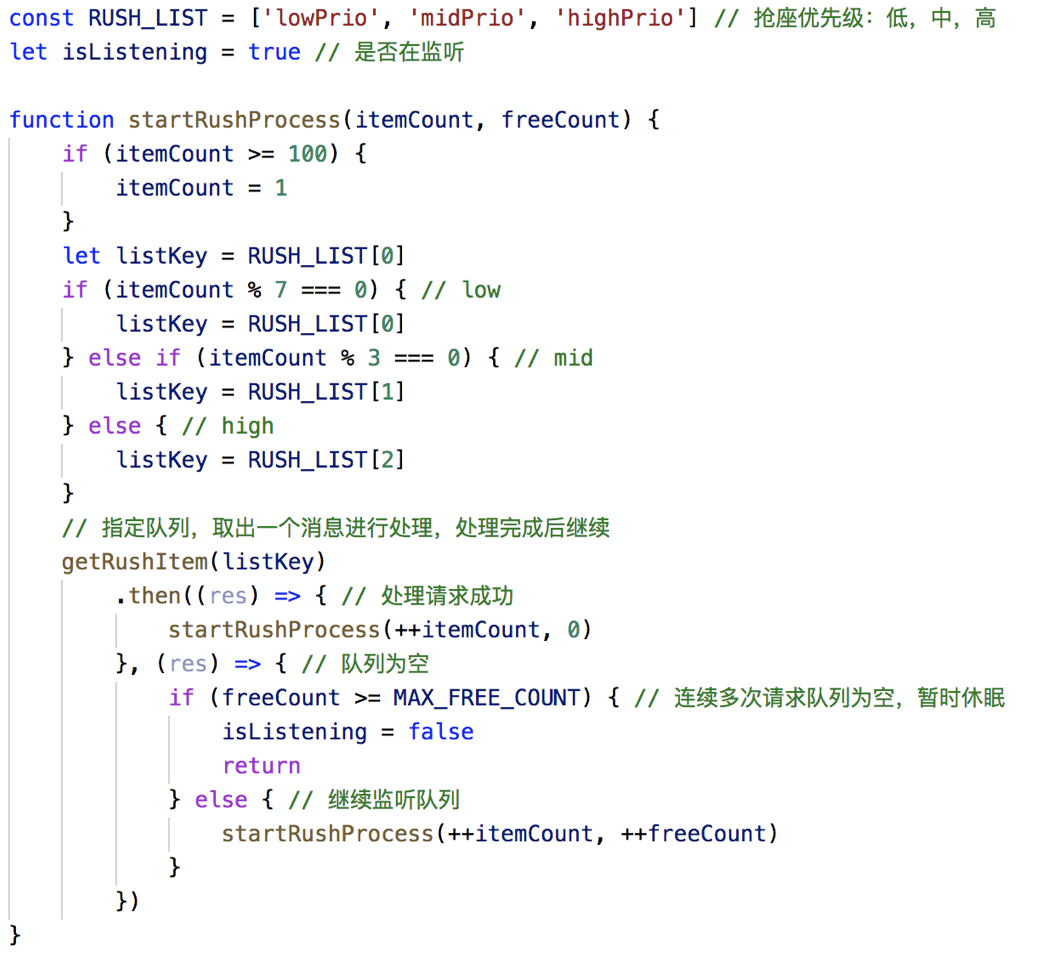 const RUSH_LIST = ['lowPrio', 'midPrio', 'highPrio'] // 抢座优先级：低，中，高
let isListening = true // 是否在监听

function startRushProcess(itemCount, freeCount) {
    if (itemCount >= 100) {
        itemCount = 1
    }
    let listKey = RUSH_LIST[0]
    if (itemCount % 7 === 0) { // low
        listKey = RUSH_LIST[0]
    } else if (itemCount % 3 === 0) { // mid
        listKey = RUSH_LIST[1]
    } else { // high
        listKey = RUSH_LIST[2]
    }
    // 指定队列，取出一个消息进行处理，处理完成后继续
    getRushItem(listKey)
        .then((res) => { // 处理请求成功
            startRushProcess(++itemCount, 0)
        }, (res) => { // 队列为空
            if (freeCount >= MAX_FREE_COUNT) { // 连续多次请求队列为空，暂时休眠
                isListening = false
                return
            } else { // 继续监听队列
                startRushProcess(++itemCount, ++freeCount)
            }
        })
}